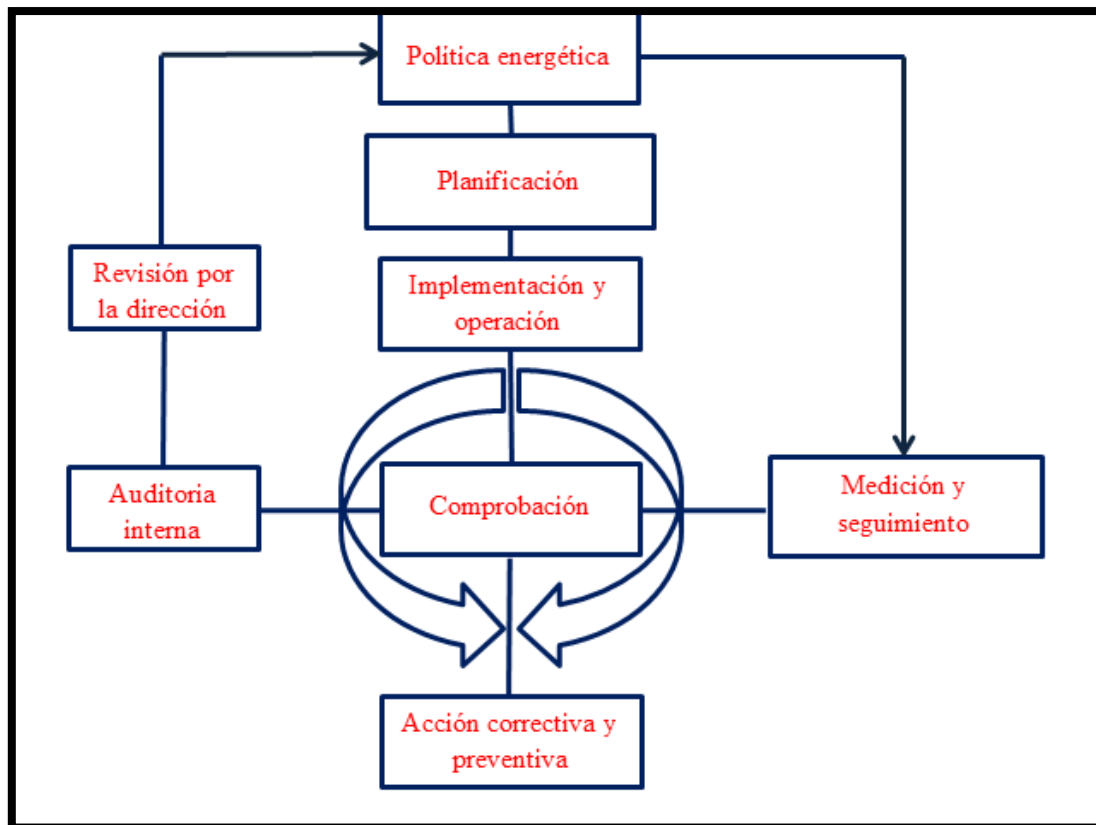 Política energética
Planificación
Implementación y
operación
Revisión por
la dirección
Auditoria
interna
Comprobación
Medición y
seguimiento
Acción correctiva y
preventiva